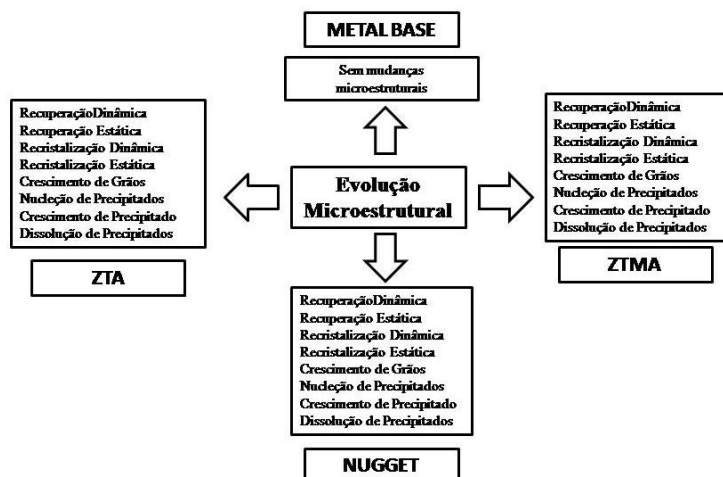 METAL BASE
Sem mudanças
microestruturais
RecuperaçãoDinâmica
Recuperação Estática
Recristalização Dinâmica
Recristalização Estática
Crescimento de Grãos
Nucleção de Precipitados
Crescimento de Precipitado
Dissolução de Precipitados
ZTA
Evolução
Microestrutural
RecuperaçãoDinâmica
Recuperação Estática
Recristalização Dinâmica
Recristalização Estática
Crescimento de Grãos
Nucleção de Precipitados
Crescimento de Precipitado
Dissolução de Precipitados
ZTMA
RecuperaçãoDinâmica
Recuperação Estática
Recristalização Dinâmica
Recristalização Estática
Crescimento de Grãos
Nucleção de Precipitados
Crescimento de Precipitado
Dissolução de Precipitados
NUGGET